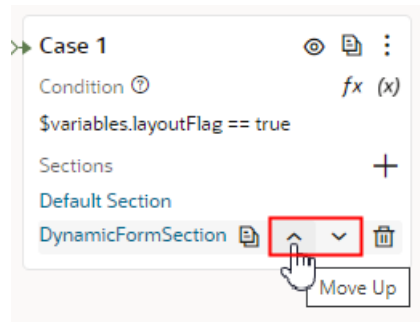 Case 1
Condition ? fx (x)
$variables.layoutFlag == true
Sections
Default Section
DynamicFormSection
Move Up